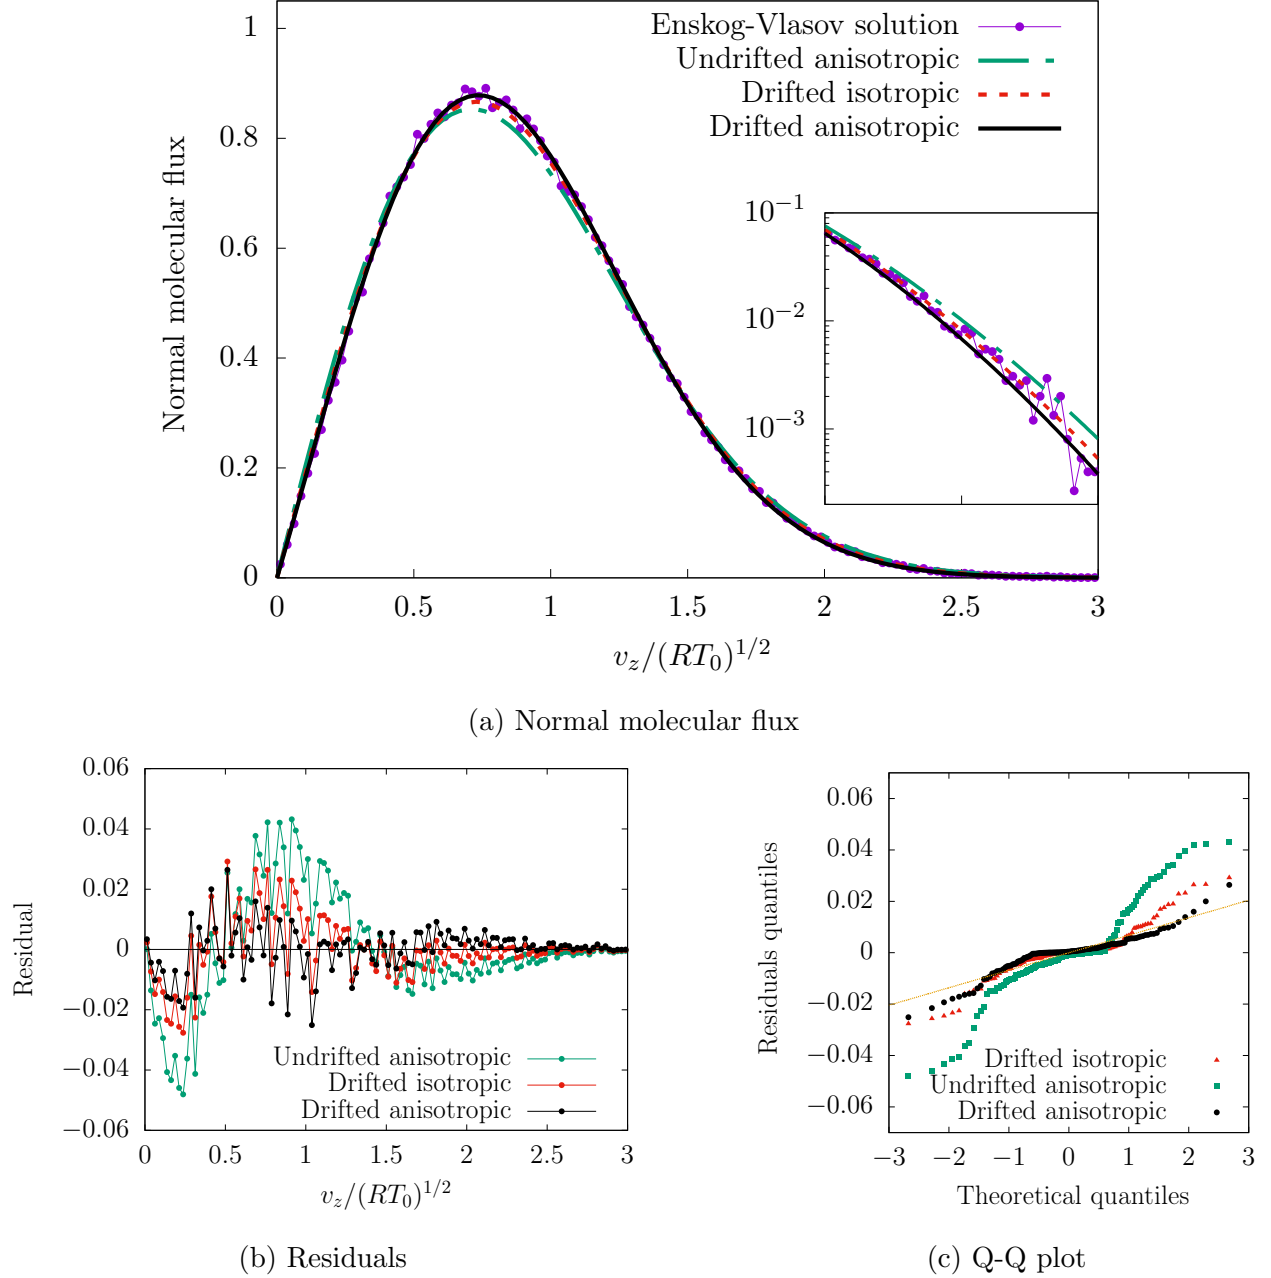 Enskog-Vlasov solution
Undrifted anisotropic
Drifted isotropic
Drifted anisotropic
Normal molecular flux
1
0.8
0.6
0.4
0.2
0
0 0.5 1 1.5 2 2.5 3
10⁻¹
10⁻²
10⁻³
v_z/(RT_0)^{1/2}
(a) Normal molecular flux
Residual
0.06
0.04
0.02
0
−0.02
−0.04
−0.06
Undrifted anisotropic
Drifted isotropic
Drifted anisotropic
0 0.5 1 1.5 2 2.5 3
v_z/(RT_0)^{1/2}
(b) Residuals
Residuals quantiles
0.06
0.04
0.02
0
−0.02
−0.04
−0.06
Drifted isotropic
Undrifted anisotropic
Drifted anisotropic
−3 −2 −1 0 1 2 3
Theoretical quantiles
(c) Q-Q plot